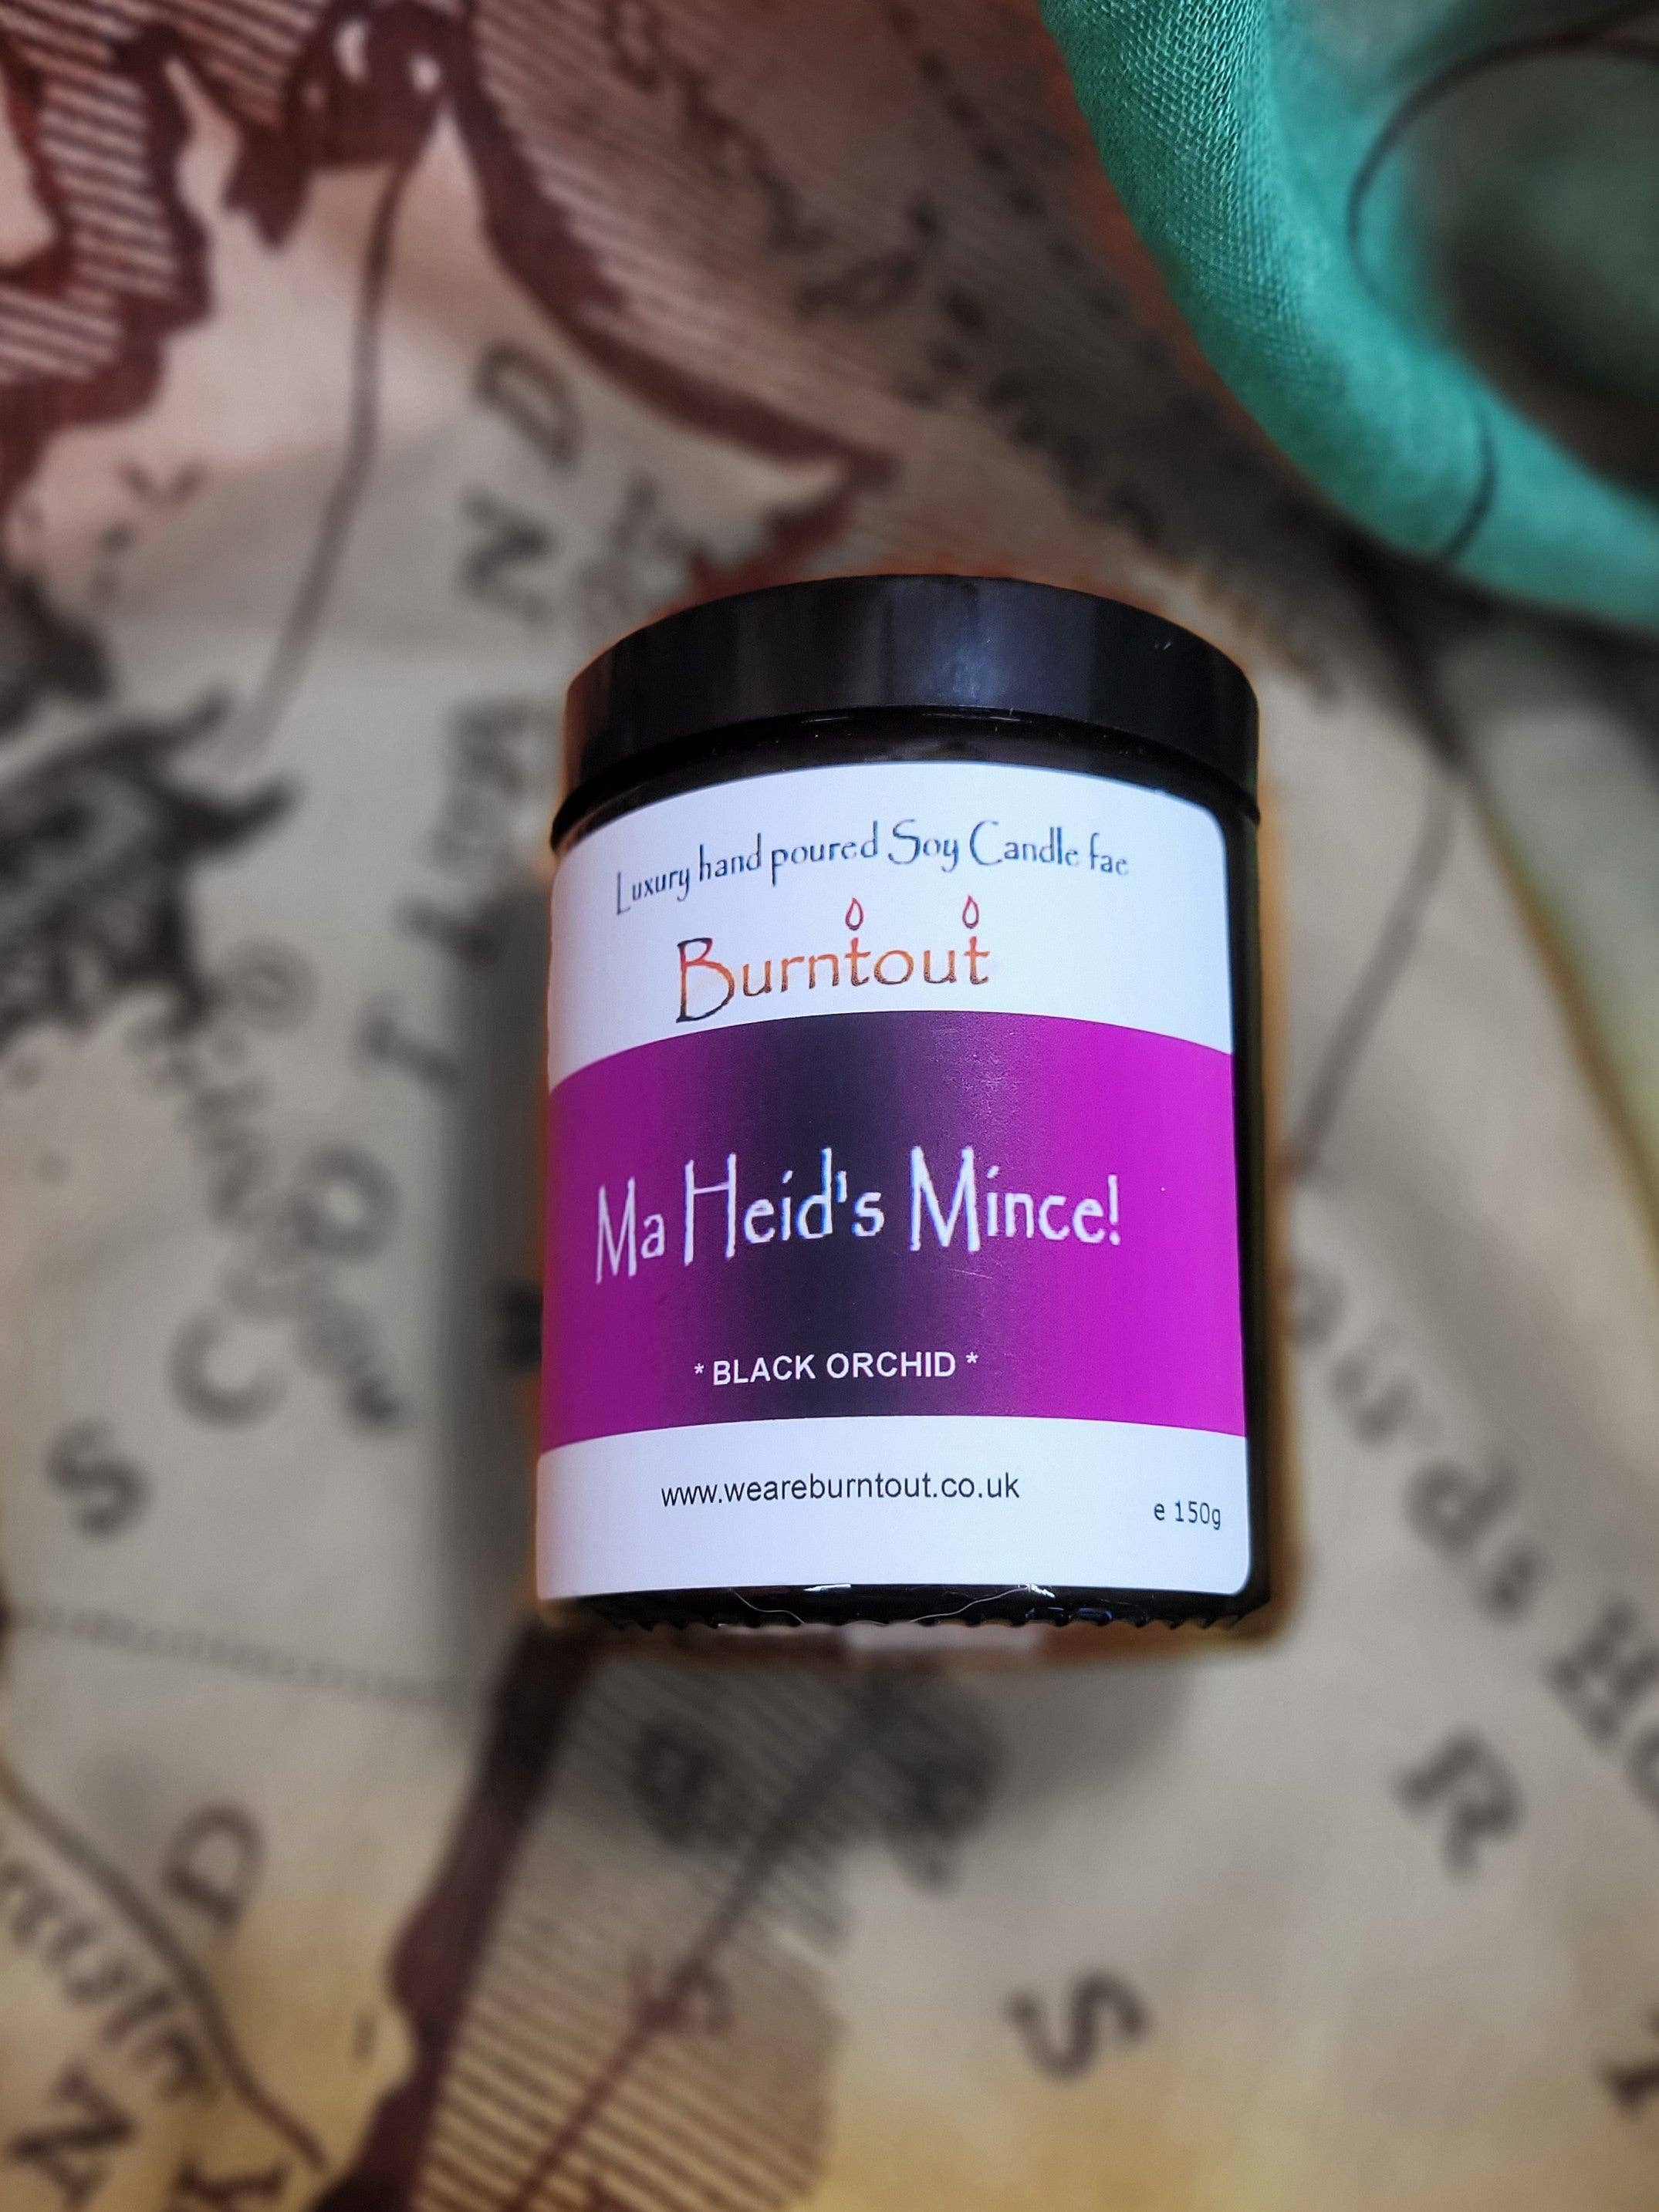 Luxury hand poured Soy Candle fae
Burntout
Ma Heid's Mince!
* BLACK ORCHID *
www.weareburntout.co.uk
e 150g